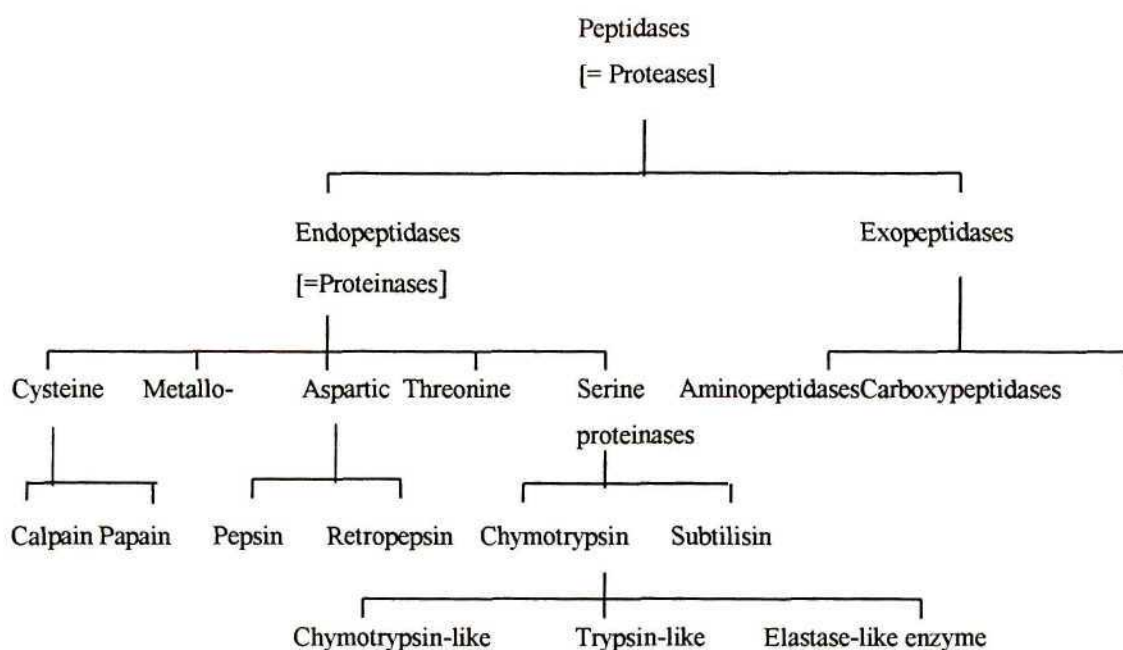 Peptidases
[= Proteases]
Endopeptidases Exopeptidases
[=Proteinases]
Cysteine Metallo- Aspartic Threonine Serine AminopeptidasesCarboxypeptidases
proteinases
Calpain Papain Pepsin Retropepsin Chymotrypsin Subtilisin
Chymotrypsin-like Trypsin-like Elastase-like enzyme